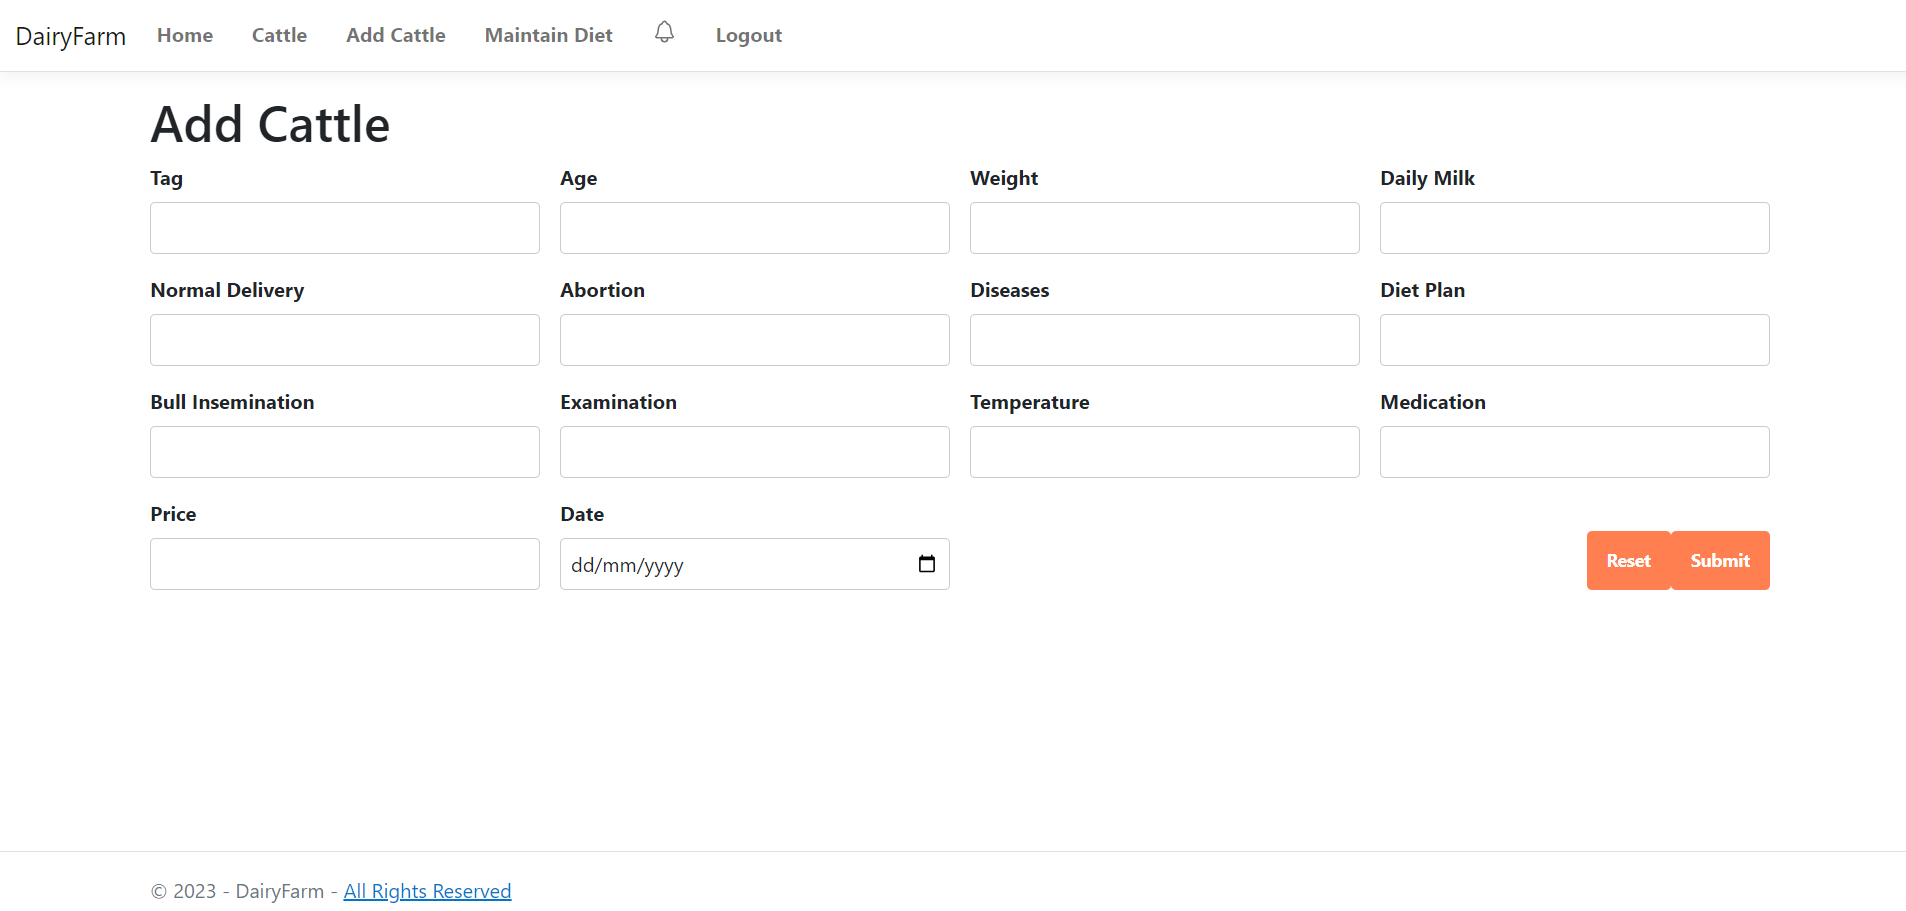 DairyFarm Home Cattle Add Cattle Maintain Diet Logout
Add Cattle
Tag Age Weight Daily Milk
Normal Delivery Abortion Diseases Diet Plan
Bull Insemination Examination Temperature Medication
Price Date
dd/mm/yyyy Reset Submit
© 2023 - DairyFarm - All Rights Reserved